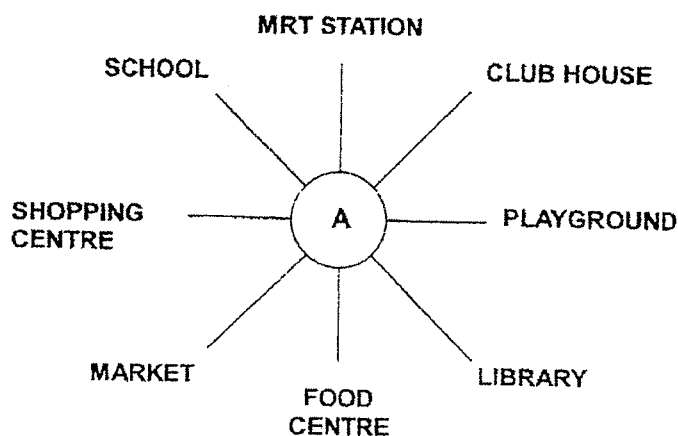 MRT STATION
SCHOOL
CLUB HOUSE
SHOPPING
CENTRE
A
PLAYGROUND
MARKET
FOOD
CENTRE
LIBRARY